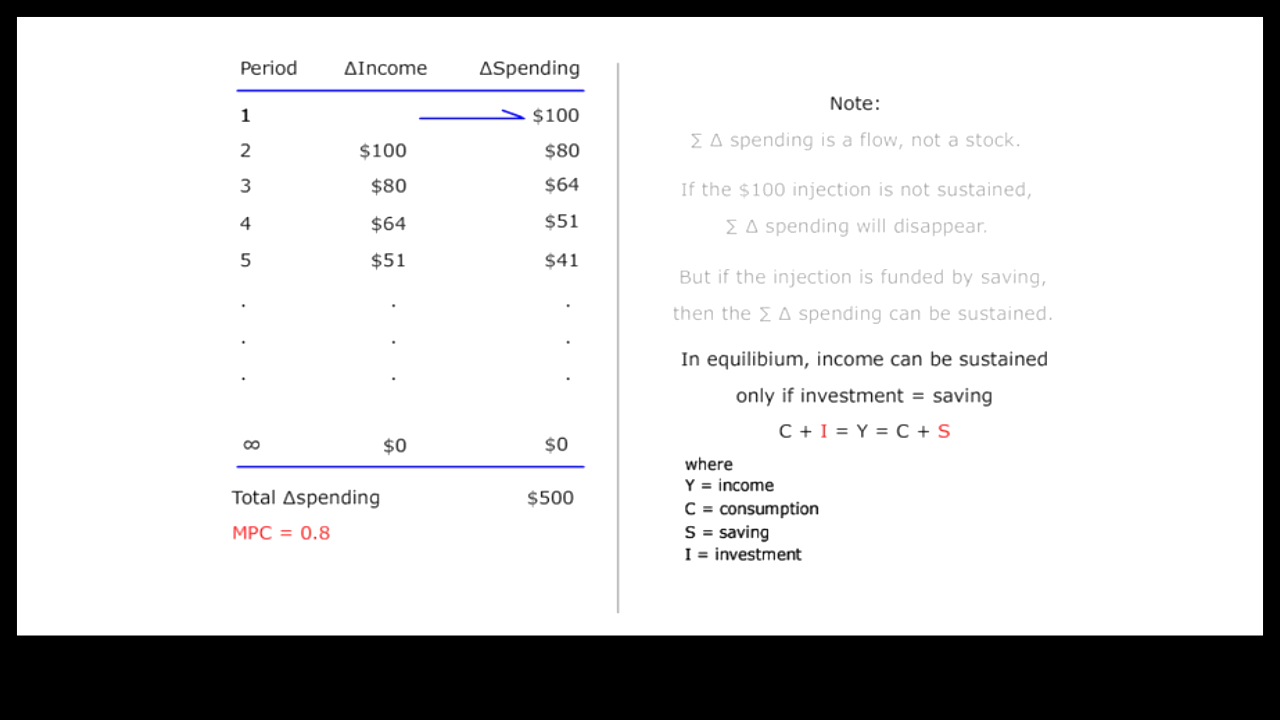 Period ΔIncome ΔSpending
1 $100
2 $100 $80
3 $80 $64
4 $64 $51
5 $51 $41
. . .
. . .
. . .
∞ $0 $0
Total Δspending $500
MPC = 0.8
Note:
∑ Δ spending is a flow, not a stock.
If the $100 injection is not sustained,
∑ Δ spending will disappear.
But if the injection is funded by saving,
then the ∑ Δ spending can be sustained.
In equilibium, income can be sustained
only if investment = saving
C + I = Y = C + S
where
Y = income
C = consumption
S = saving
I = investment